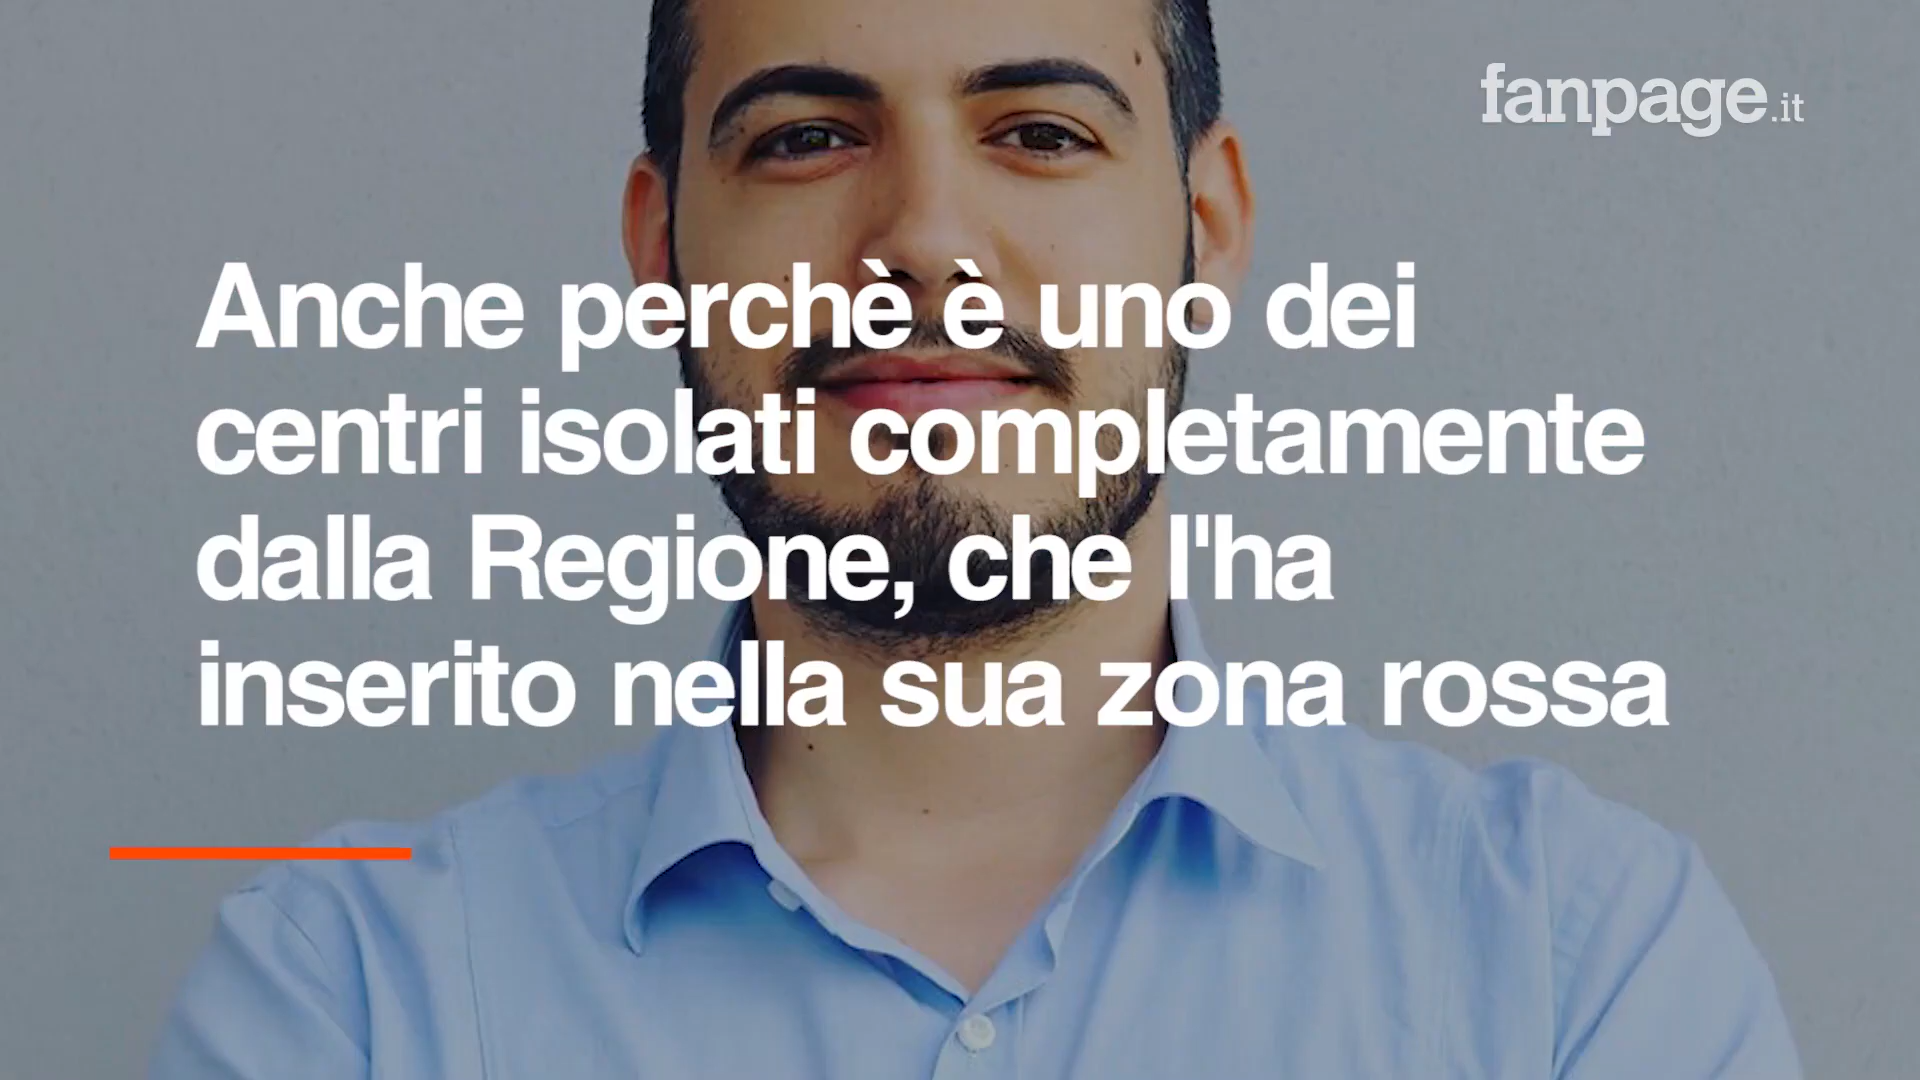 fanpage.it
Anche perchè è uno dei
centri isolati completamente
dalla Regione, che l'ha
inserito nella sua zona rossa